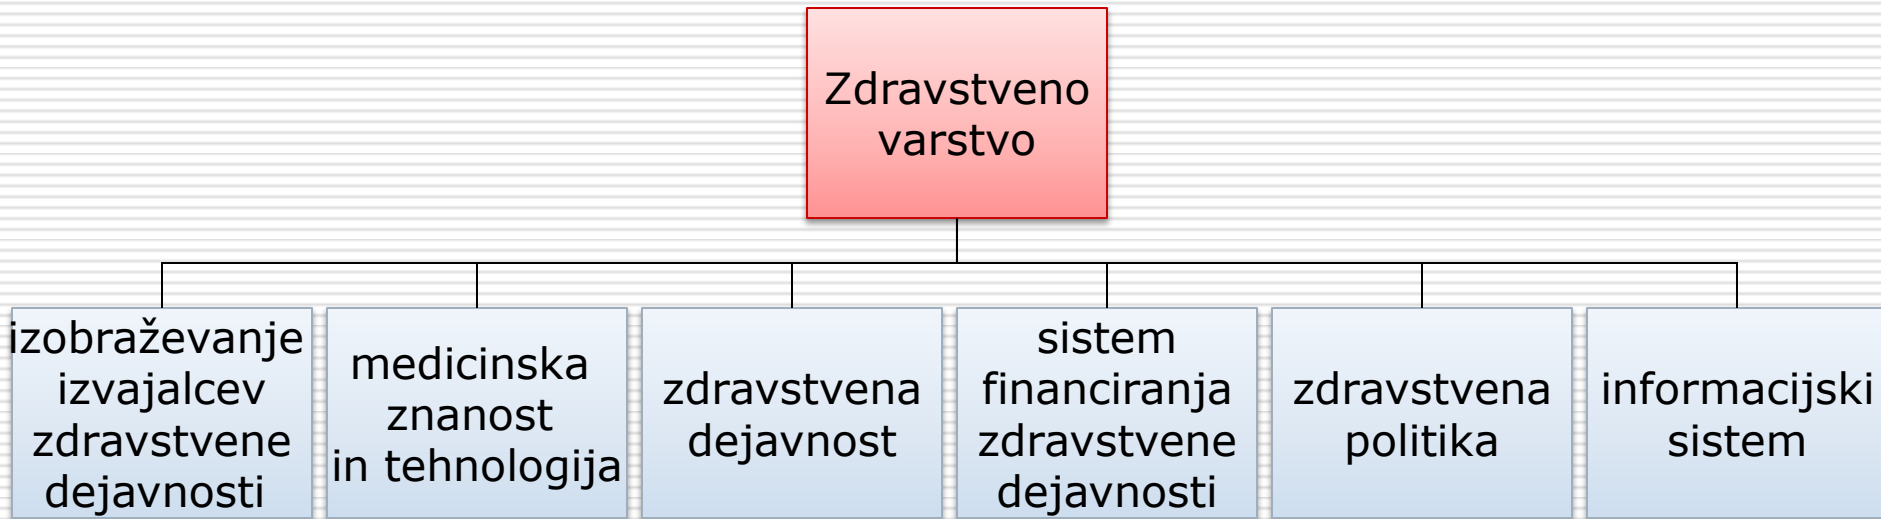 Zdravstveno
varstvo
izobraževanje
izvajalcev
zdravstvene
dejavnosti
medicinska
znanost
in tehnologija
zdravstvena
dejavnost
sistem
financiranja
zdravstvene
dejavnosti
zdravstvena
politika
informacijski
sistem